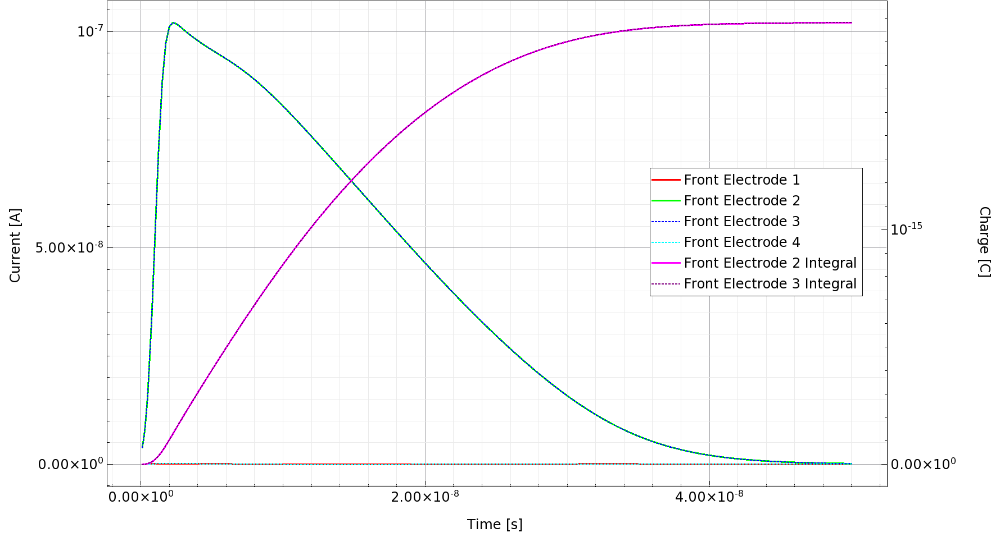 10⁻⁷
5.00×10⁻⁸
0.00×10⁰
Current [A]
Front Electrode 1
Front Electrode 2
Front Electrode 3
Front Electrode 4
Front Electrode 2 Integral
Front Electrode 3 Integral
10⁻¹⁵
0.00×10⁰
Charge [C]
0.00×10⁰ 2.00×10⁻⁸ 4.00×10⁻⁸
Time [s]